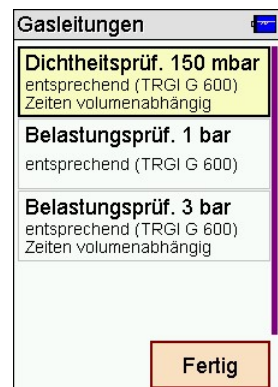 Gasleitungen
Dichtheitsprüf. 150 mbar
entsprechend (TRGI G 600)
Zeiten volumenabhängig
Belastungsprüf. 1 bar
entsprechend (TRGI G 600)
Belastungsprüf. 3 bar
entsprechend (TRGI G 600)
Zeiten volumenabhängig
Fertig